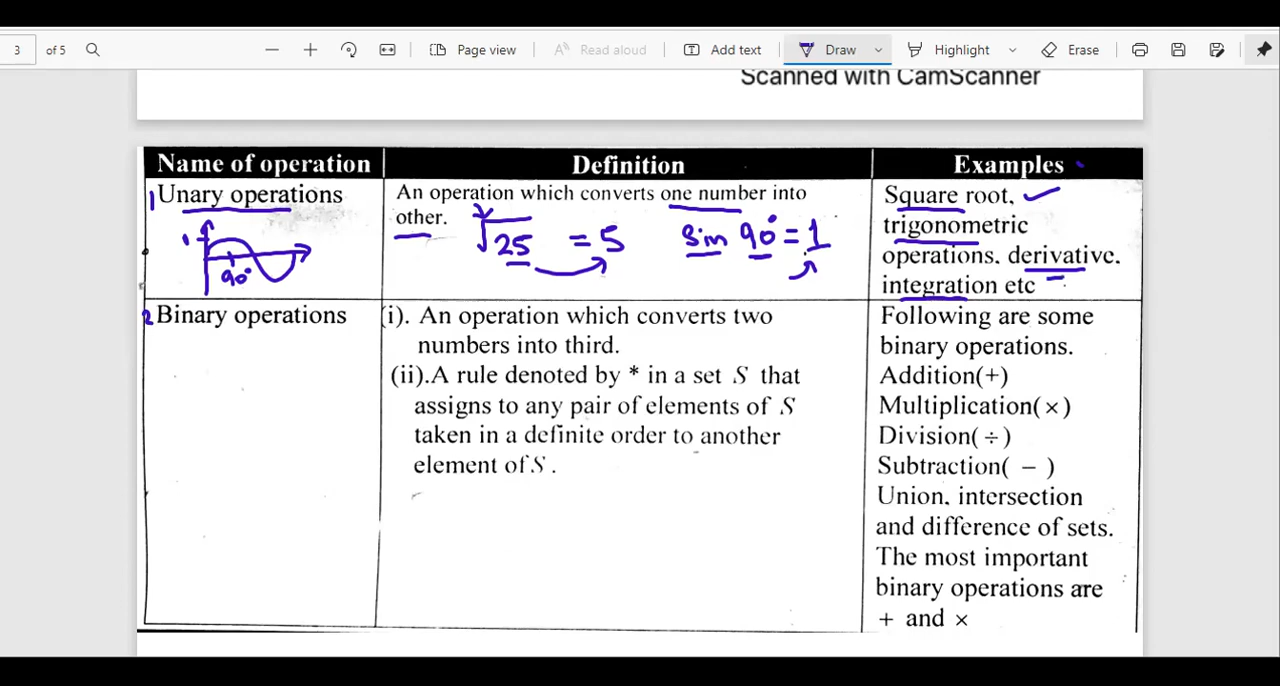 3 of 5 Page view Read aloud Add text Draw Highlight Erase
Scanned with CamScanner
Name of operation Definition Examples
1 Unary operations
An operation which converts one number into
other.
√25 = 5 sin 90° = 1
1
90°
Square root,
trigonometric
operations, derivative,
integration etc
2 Binary operations
(i). An operation which converts two
numbers into third.
(ii).A rule denoted by * in a set S that
assigns to any pair of elements of S
taken in a definite order to another
element of S.
Following are some
binary operations.
Addition(+)
Multiplication(×)
Division(÷)
Subtraction( − )
Union, intersection
and difference of sets.
The most important
binary operations are
+ and ×